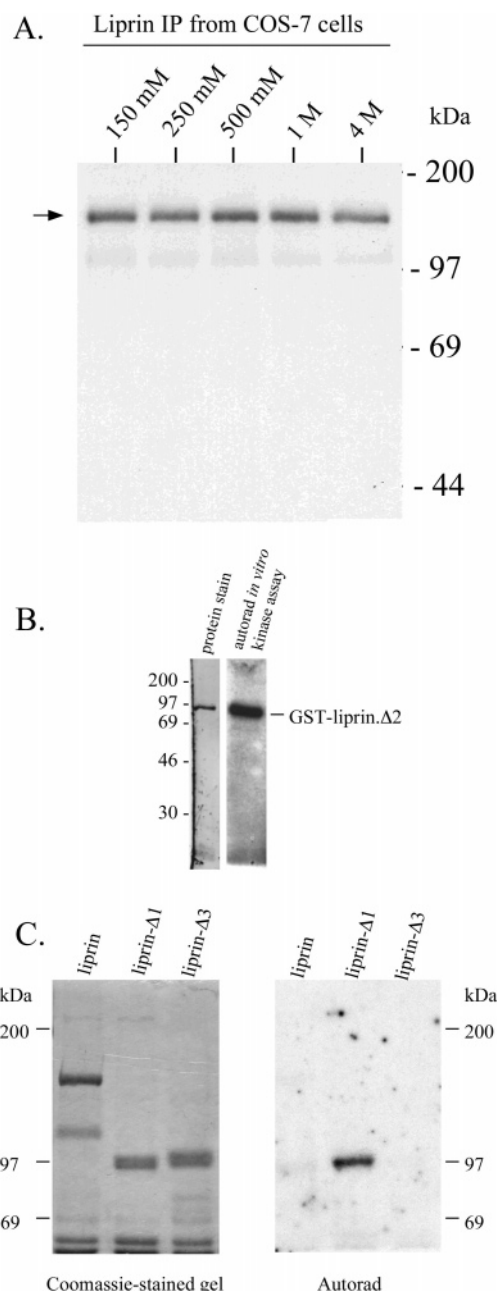 A.
Liprin IP from COS-7 cells
150 mM
250 mM
500 mM
1 M
4 M
kDa
- 200
- 97
- 69
- 44
B.
protein stain
autorad in vitro
kinase assay
200 -
97 -
69 -
46 -
30 -
GST-liprin.Δ2
C.
liprin
liprin-Δ1
liprin-Δ3
kDa
200
97
69
Coomassie-stained gel
liprin
liprin-Δ1
liprin-Δ3
kDa
200
97
69
Autorad